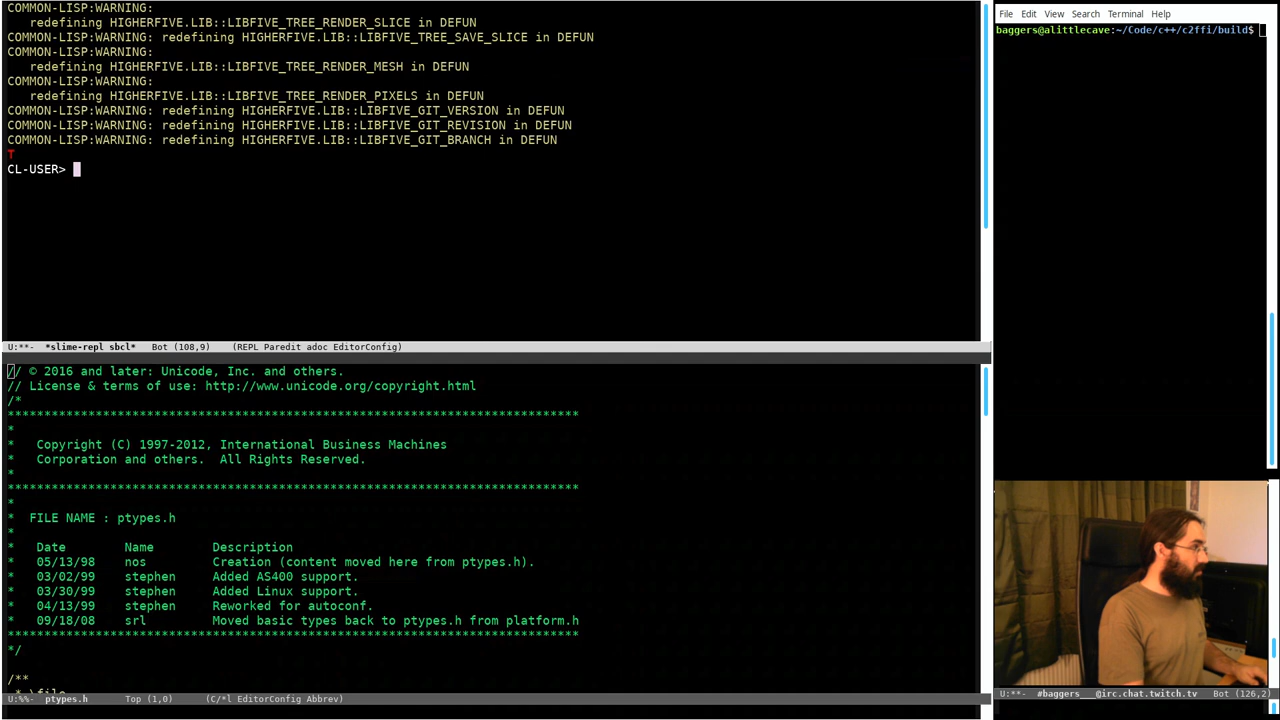 COMMON-LISP:WARNING:
   redefining HIGHERFIVE.LIB::LIBFIVE_TREE_RENDER_SLICE in DEFUN
COMMON-LISP:WARNING: redefining HIGHERFIVE.LIB::LIBFIVE_TREE_SAVE_SLICE in DEFUN
COMMON-LISP:WARNING:
   redefining HIGHERFIVE.LIB::LIBFIVE_TREE_RENDER_MESH in DEFUN
COMMON-LISP:WARNING:
   redefining HIGHERFIVE.LIB::LIBFIVE_TREE_RENDER_PIXELS in DEFUN
COMMON-LISP:WARNING: redefining HIGHERFIVE.LIB::LIBFIVE_GIT_VERSION in DEFUN
COMMON-LISP:WARNING: redefining HIGHERFIVE.LIB::LIBFIVE_GIT_REVISION in DEFUN
COMMON-LISP:WARNING: redefining HIGHERFIVE.LIB::LIBFIVE_GIT_BRANCH in DEFUN
T
CL-USER>
U:**-  *slime-repl sbcl*   Bot (108,9)    (REPL Paredit adoc EditorConfig)
// © 2016 and later: Unicode, Inc. and others.
// License & terms of use: http://www.unicode.org/copyright.html
/*
******************************************************************************
*
*   Copyright (C) 1997-2012, International Business Machines
*   Corporation and others.  All Rights Reserved.
*
******************************************************************************
*
*  FILE NAME : ptypes.h
*
*   Date        Name        Description
*   05/13/98    nos         Creation (content moved here from ptypes.h).
*   03/02/99    stephen     Added AS400 support.
*   03/30/99    stephen     Added Linux support.
*   04/13/99    stephen     Reworked for autoconf.
*   09/18/08    srl         Moved basic types back to ptypes.h from platform.h
******************************************************************************
*/
/**
 * \file
U:%%-  ptypes.h       Top (1,0)      (C/*l EditorConfig Abbrev)
File  Edit  View  Search  Terminal  Help
baggers@alittlecave:~/Code/c++/c2ffi/build$
U:**-  #baggers___@irc.chat.twitch.tv   Bot (126,2)